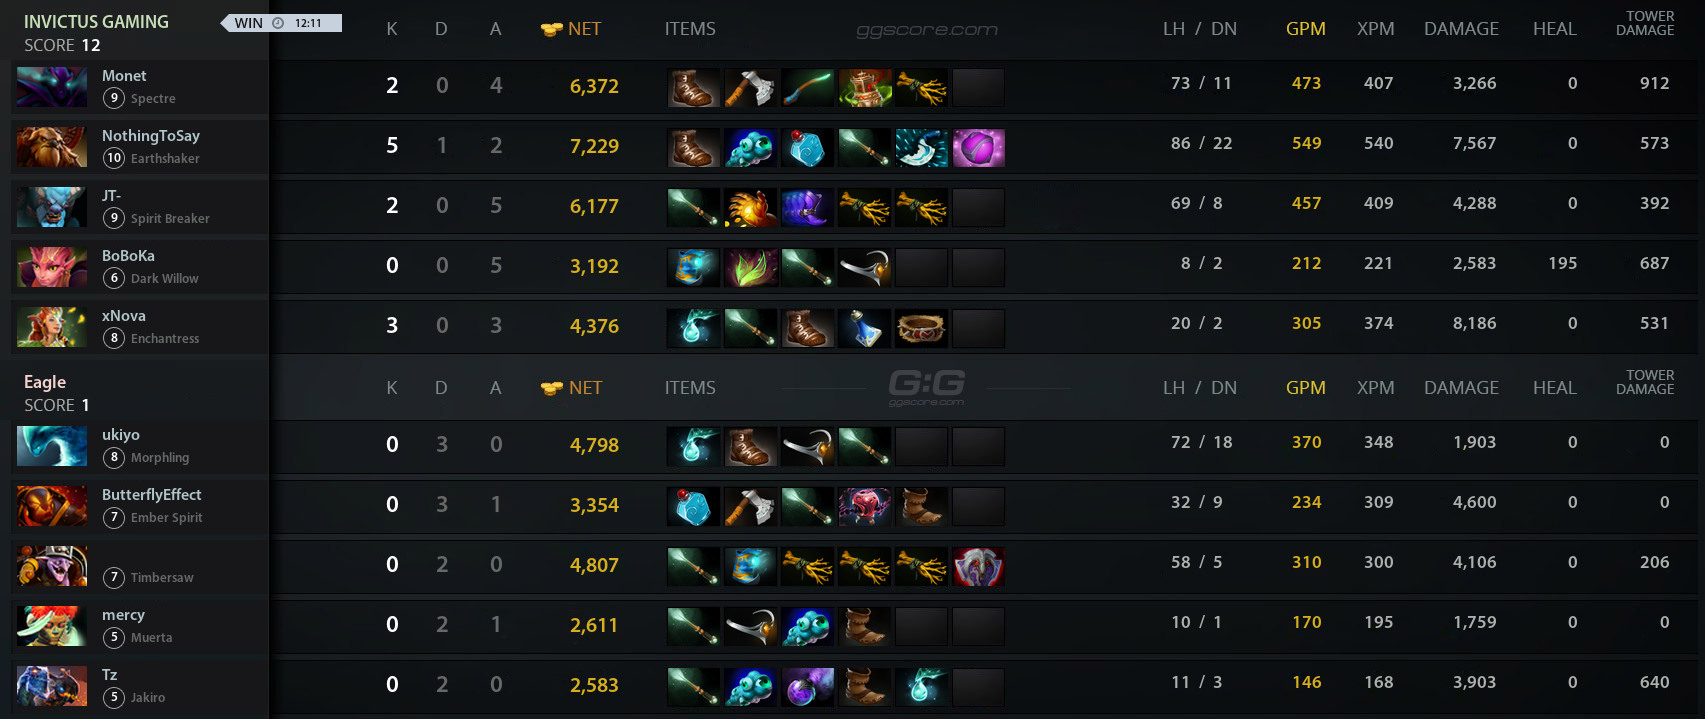 INVICTUS GAMING WIN 12:11
SCORE 12
K D A NET ITEMS ggscore.com LH / DN GPM XPM DAMAGE HEAL TOWER DAMAGE
Monet
9 Spectre
2 0 4 6,372 73 / 11 473 407 3,266 0 912
NothingToSay
10 Earthshaker
5 1 2 7,229 86 / 22 549 540 7,567 0 573
JT-
9 Spirit Breaker
2 0 5 6,177 69 / 8 457 409 4,288 0 392
BoBoKa
6 Dark Willow
0 0 5 3,192 8 / 2 212 221 2,583 195 687
xNova
8 Enchantress
3 0 3 4,376 20 / 2 305 374 8,186 0 531
Eagle
SCORE 1
K D A NET ITEMS G:G ggscore.com LH / DN GPM XPM DAMAGE HEAL TOWER DAMAGE
ukiyo
8 Morphling
0 3 0 4,798 72 / 18 370 348 1,903 0 0
ButterflyEffect
7 Ember Spirit
0 3 1 3,354 32 / 9 234 309 4,600 0 0
7 Timbersaw
0 2 0 4,807 58 / 5 310 300 4,106 0 206
mercy
5 Muerta
0 2 1 2,611 10 / 1 170 195 1,759 0 0
Tz
5 Jakiro
0 2 0 2,583 11 / 3 146 168 3,903 0 640